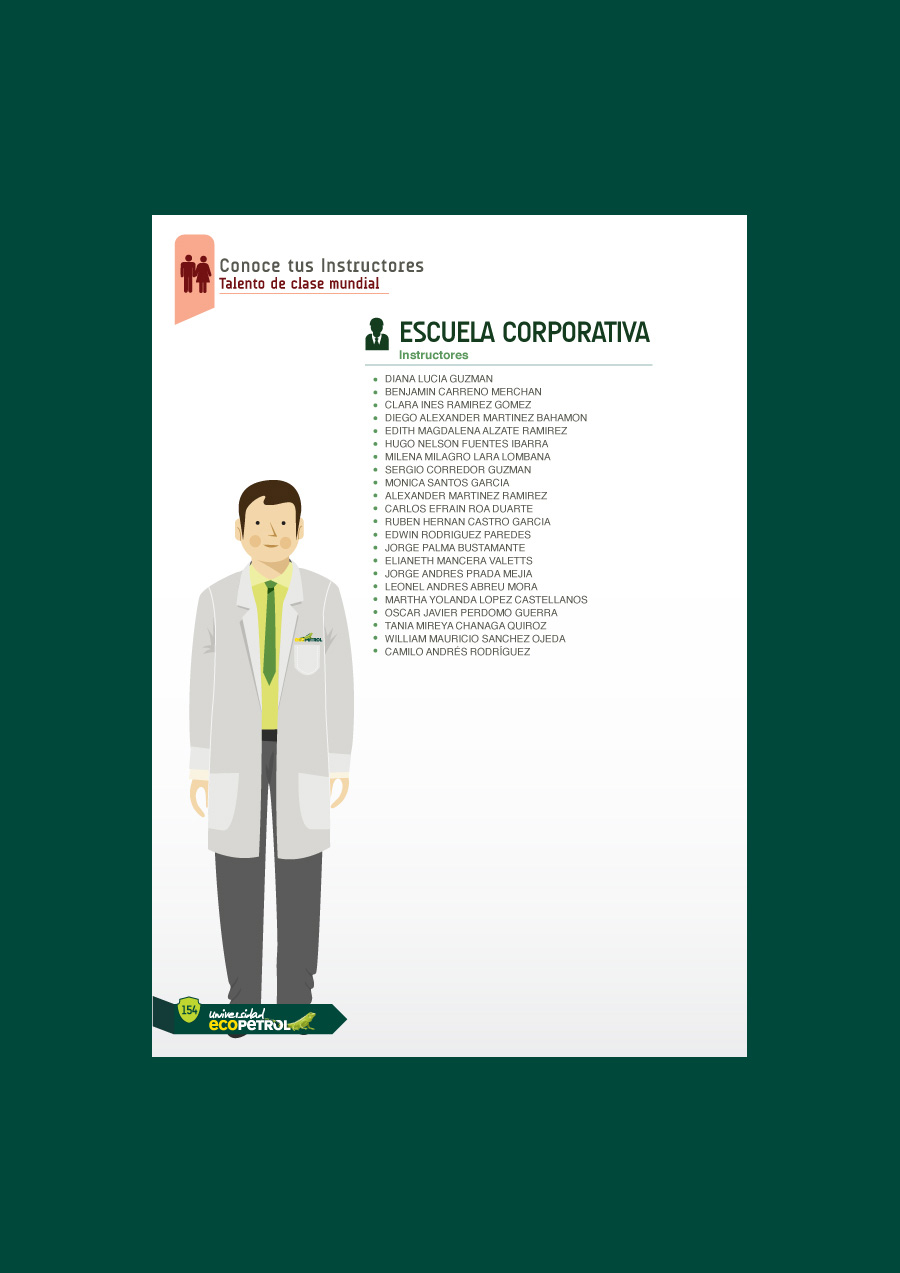 Conoce tus Instructores
Talento de clase mundial
ESCUELA CORPORATIVA
Instructores
DIANA LUCIA GUZMAN
BENJAMIN CARRENO MERCHAN
CLARA INES RAMIREZ GOMEZ
DIEGO ALEXANDER MARTINEZ BAHAMON
EDITH MAGDALENA ALZATE RAMIREZ
HUGO NELSON FUENTES IBARRA
MILENA MILAGRO LARA LOMBANA
SERGIO CORREDOR GUZMAN
MONICA SANTOS GARCIA
ALEXANDER MARTINEZ RAMIREZ
CARLOS EFRAIN ROA DUARTE
RUBEN HERNAN CASTRO GARCIA
EDWIN RODRIGUEZ PAREDES
JORGE PALMA BUSTAMANTE
ELIANETH MANCERA VALETTS
JORGE ANDRES PRADA MEJIA
LEONEL ANDRES ABREU MORA
MARTHA YOLANDA LOPEZ CASTELLANOS
OSCAR JAVIER PERDOMO GUERRA
TANIA MIREYA CHANAGA QUIROZ
WILLIAM MAURICIO SANCHEZ OJEDA
CAMILO ANDRÉS RODRÍGUEZ
ECOPETROL
154
universidad
ECOPETROL